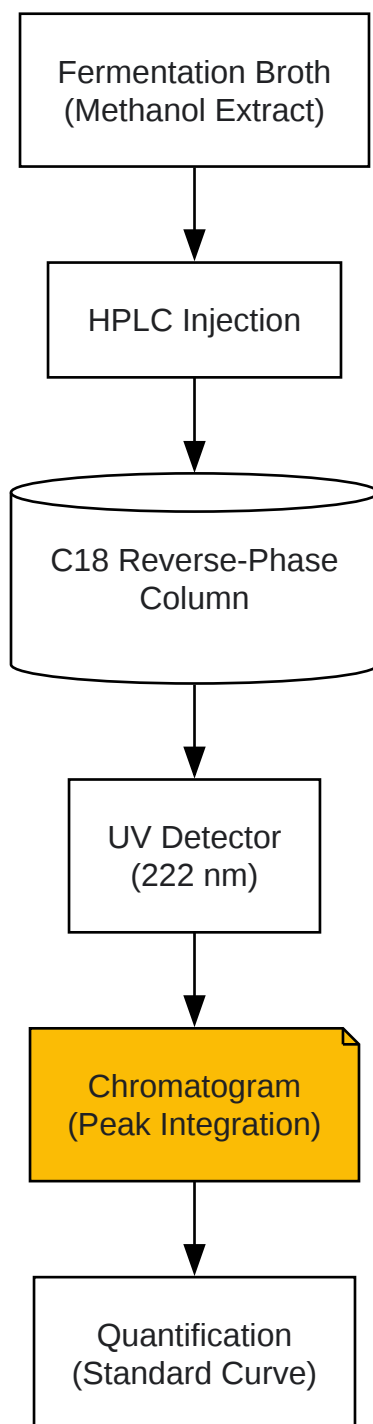 Fermentation Broth
(Methanol Extract)
HPLC Injection
C18 Reverse-Phase
Column
UV Detector
(222 nm)
Chromatogram
(Peak Integration)
Quantification
(Standard Curve)